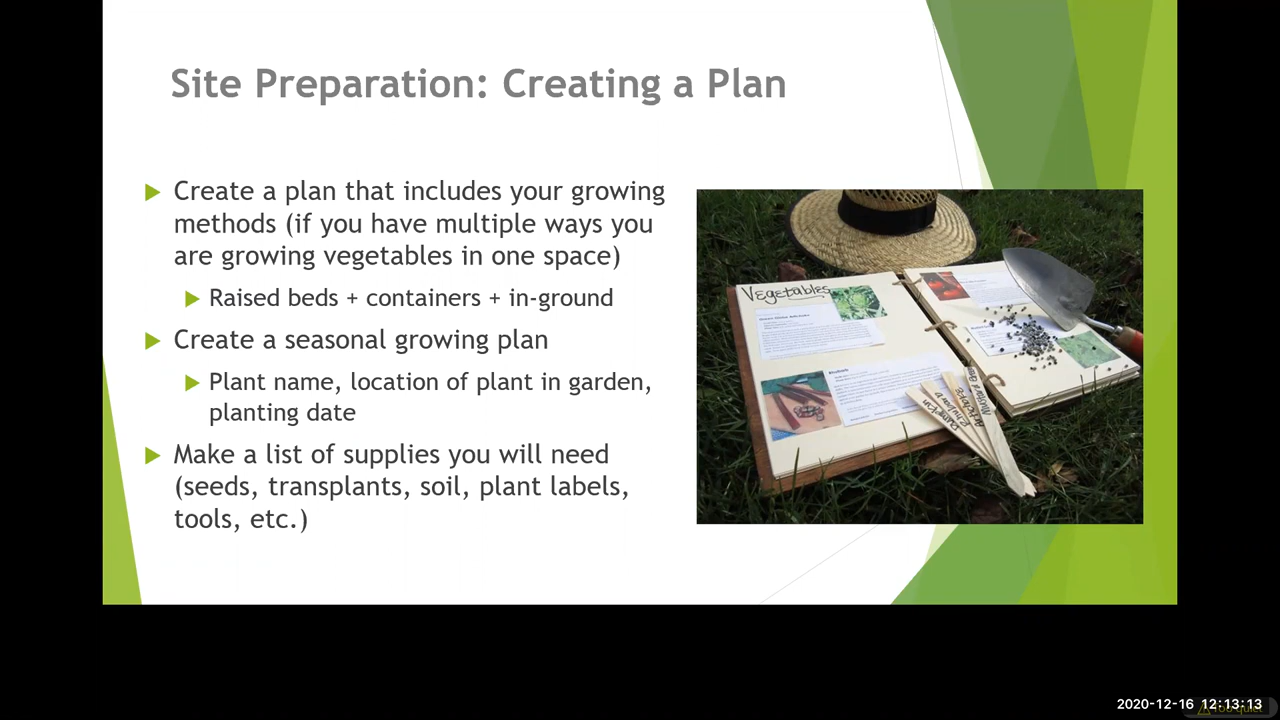 Site Preparation: Creating a Plan
Create a plan that includes your growing
methods (if you have multiple ways you
are growing vegetables in one space)
Raised beds + containers + in-ground
Create a seasonal growing plan
Plant name, location of plant in garden,
planting date
Make a list of supplies you will need
(seeds, transplants, soil, plant labels,
tools, etc.)
Vegetables
Rhubarb
2020-12-16 12:13:13